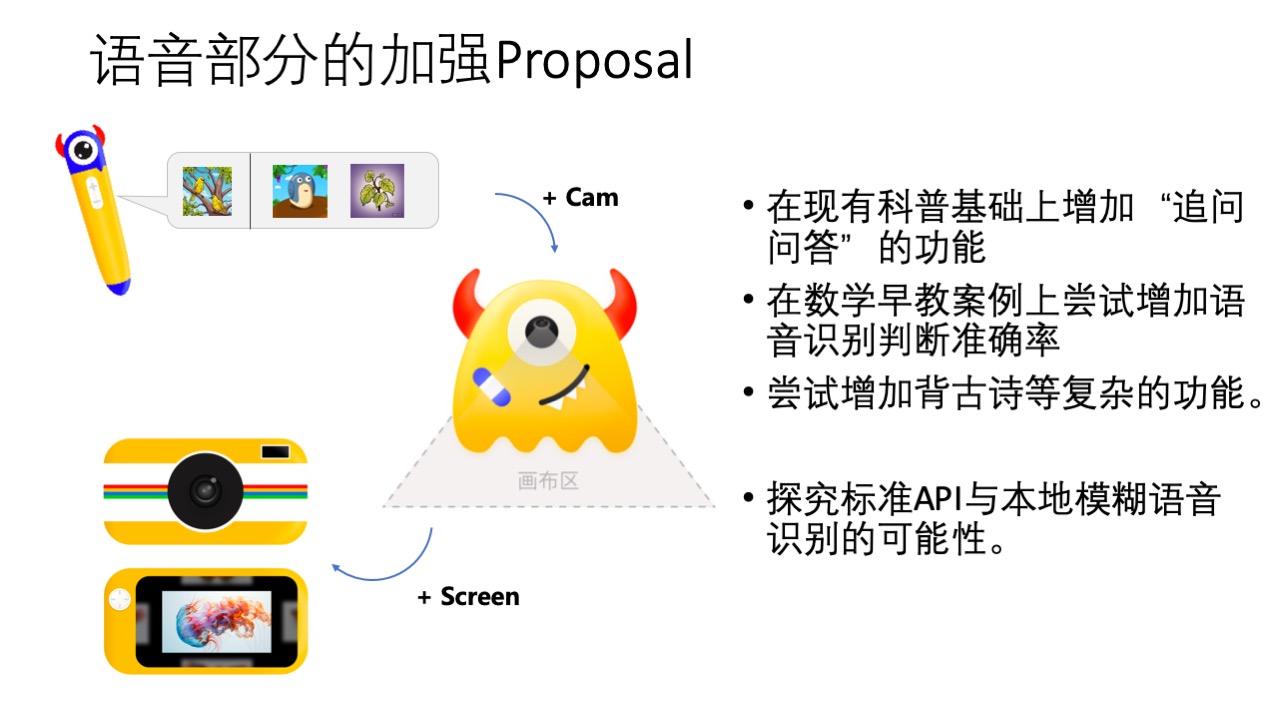 语音部分的加强Proposal
+ Cam
画布区
+ Screen
• 在现有科普基础上增加“追问
问答”的功能
• 在数学早教案例上尝试增加语
音识别判断准确率
• 尝试增加背古诗等复杂的功能。
• 探究标准API与本地模糊语音
识别的可能性。